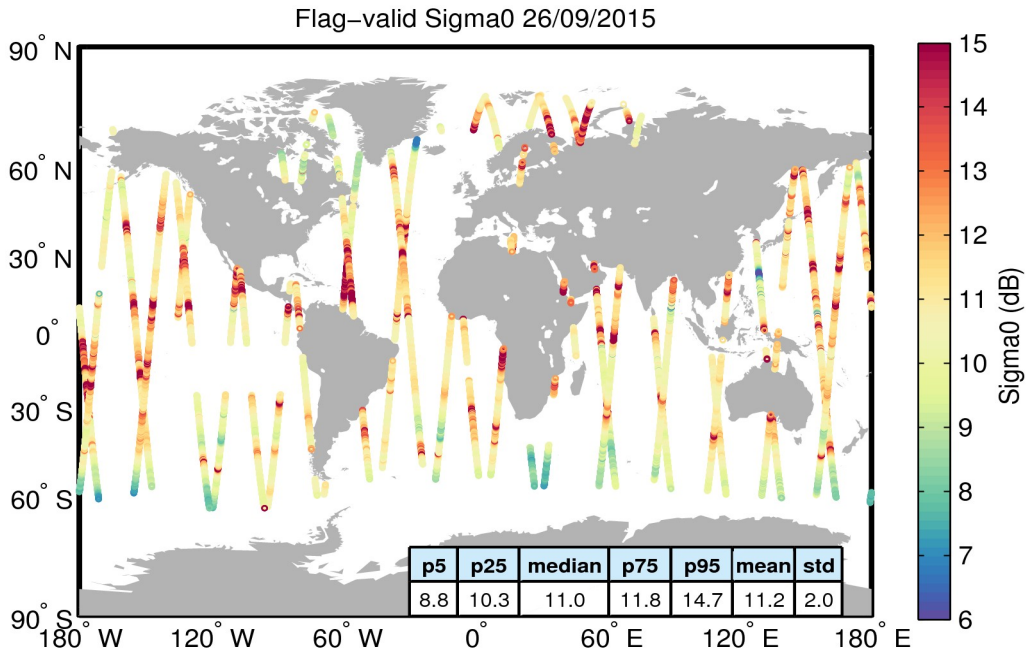 Flag−valid Sigma0 26/09/2015
90° N
60° N
30° N
0°
30° S
60° S
90° S
180° W 120° W 60° W 0° 60° E 120° E 180° E
p5 p25 median p75 p95 mean std
8.8 10.3 11.0 11.8 14.7 11.2 2.0
15
14
13
12
11
10
9
8
7
6
Sigma0 (dB)